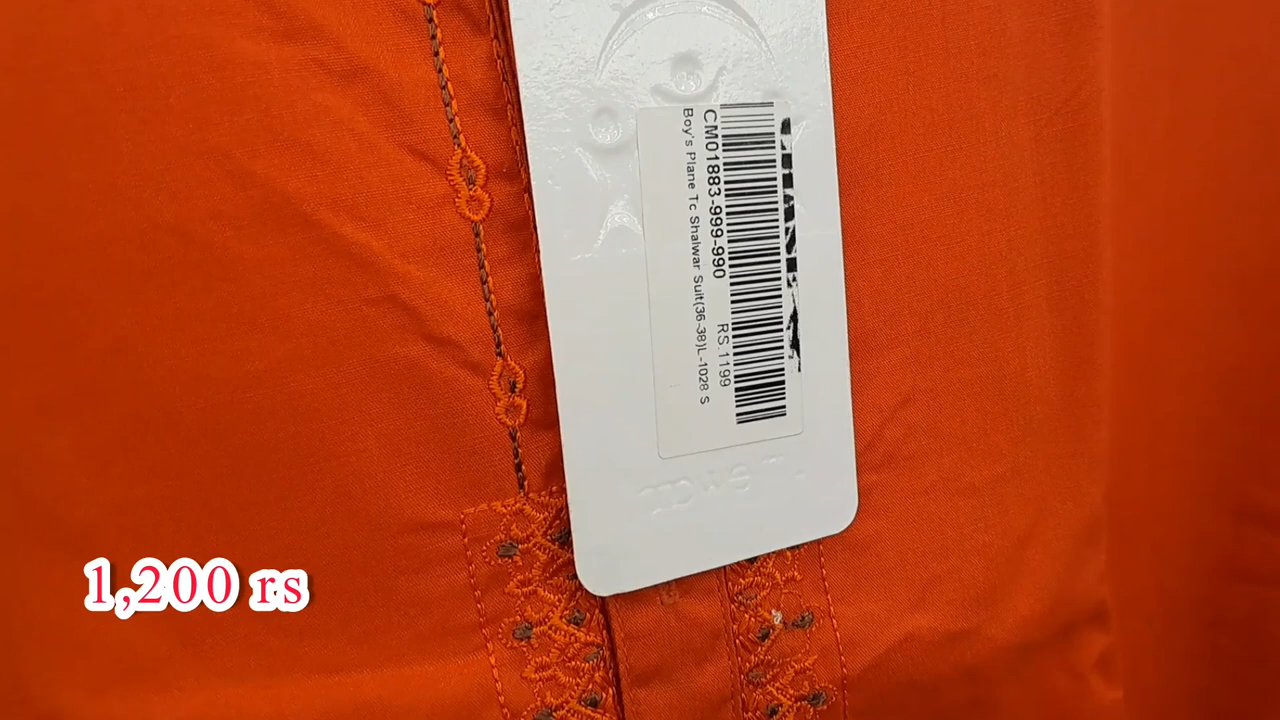 CM01883-999-990
RS.1199
Boy's Plane Tc Shalwar Suit(36-38)L-1028 S
1,200 rs